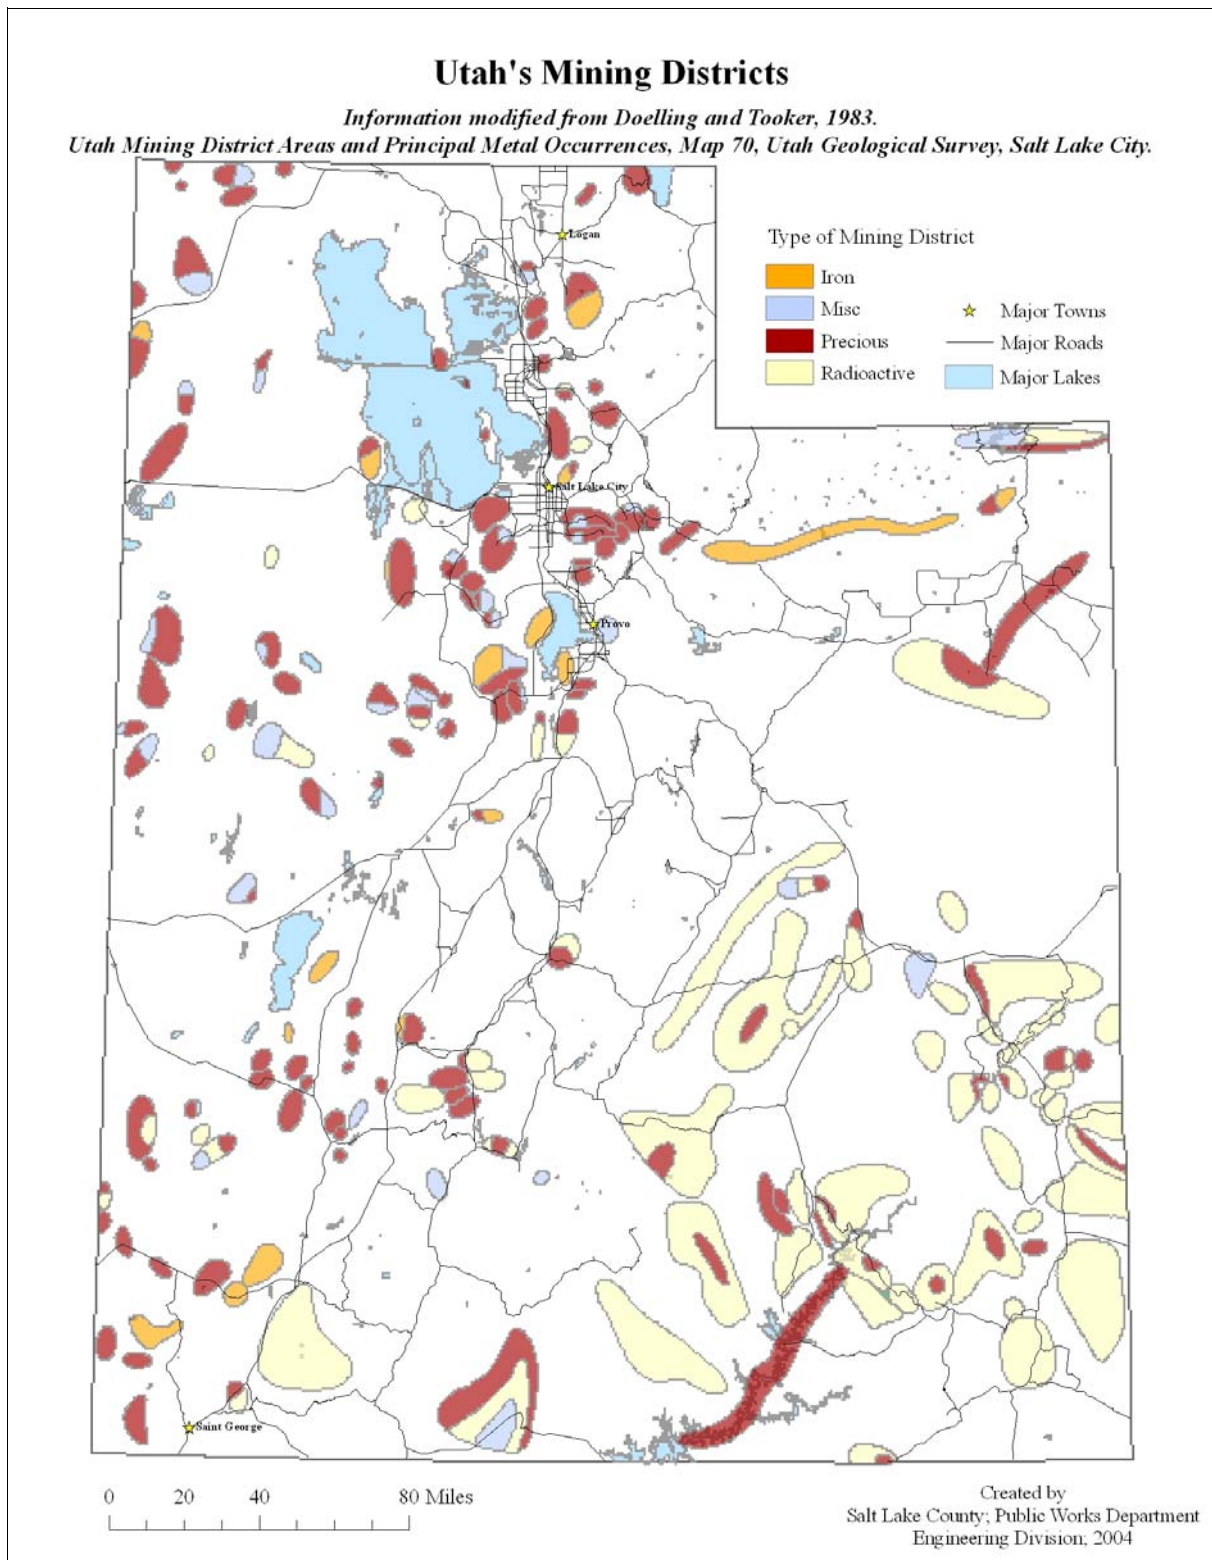 Utah's Mining Districts
Information modified from Doelling and Tooker, 1983.
Utah Mining District Areas and Principal Metal Occurrences, Map 70, Utah Geological Survey, Salt Lake City.
Logan
Type of Mining District
Iron
Misc
Precious
Radioactive
Major Towns
Major Roads
Major Lakes
Salt Lake City
Provo
Saint George
0 20 40 80 Miles
Created by
Salt Lake County; Public Works Department
Engineering Division; 2004